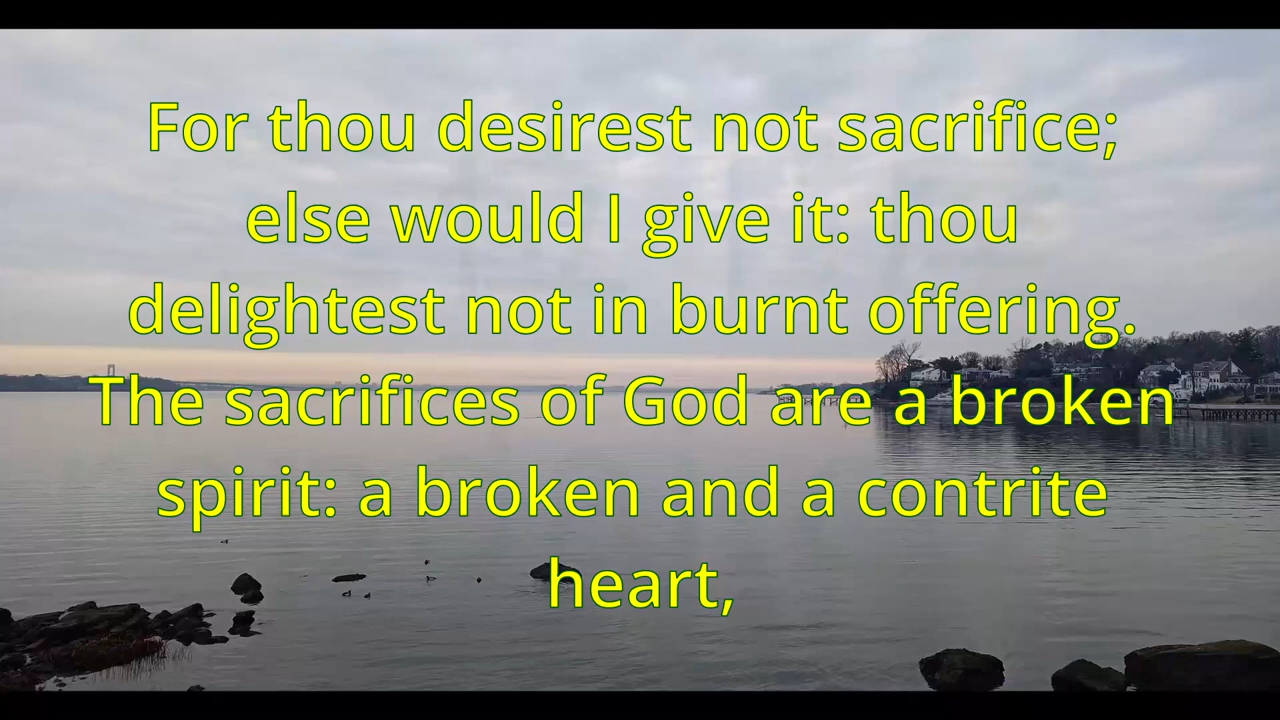 For thou desirest not sacrifice;
else would I give it: thou
delightest not in burnt offering.
The sacrifices of God are a broken
spirit: a broken and a contrite
heart,